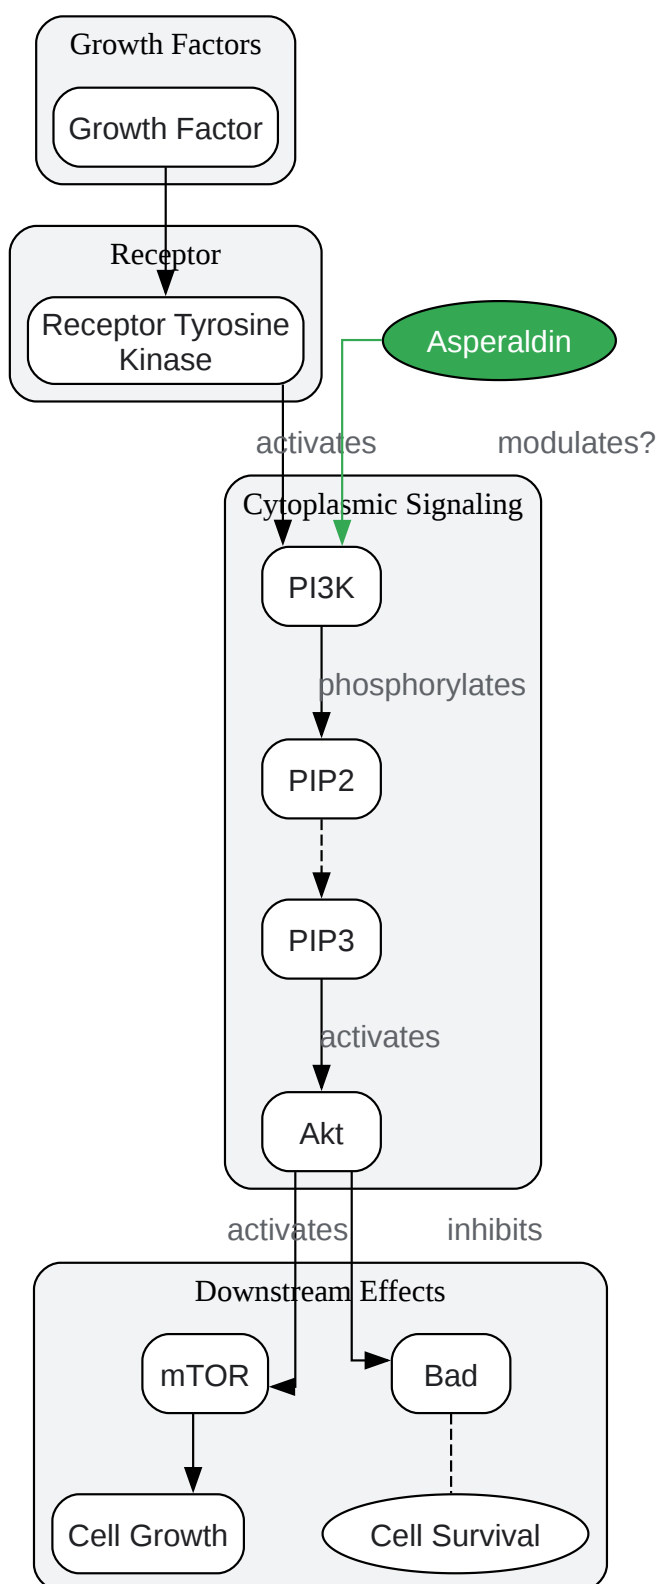 Growth Factors
Growth Factor
Receptor
Receptor Tyrosine
Kinase
Asperaldin
activates
modulates?
Cytoplasmic Signaling
PI3K
phosphorylates
PIP2
PIP3
activates
Akt
activates
inhibits
Downstream Effects
mTOR
Bad
Cell Growth
Cell Survival